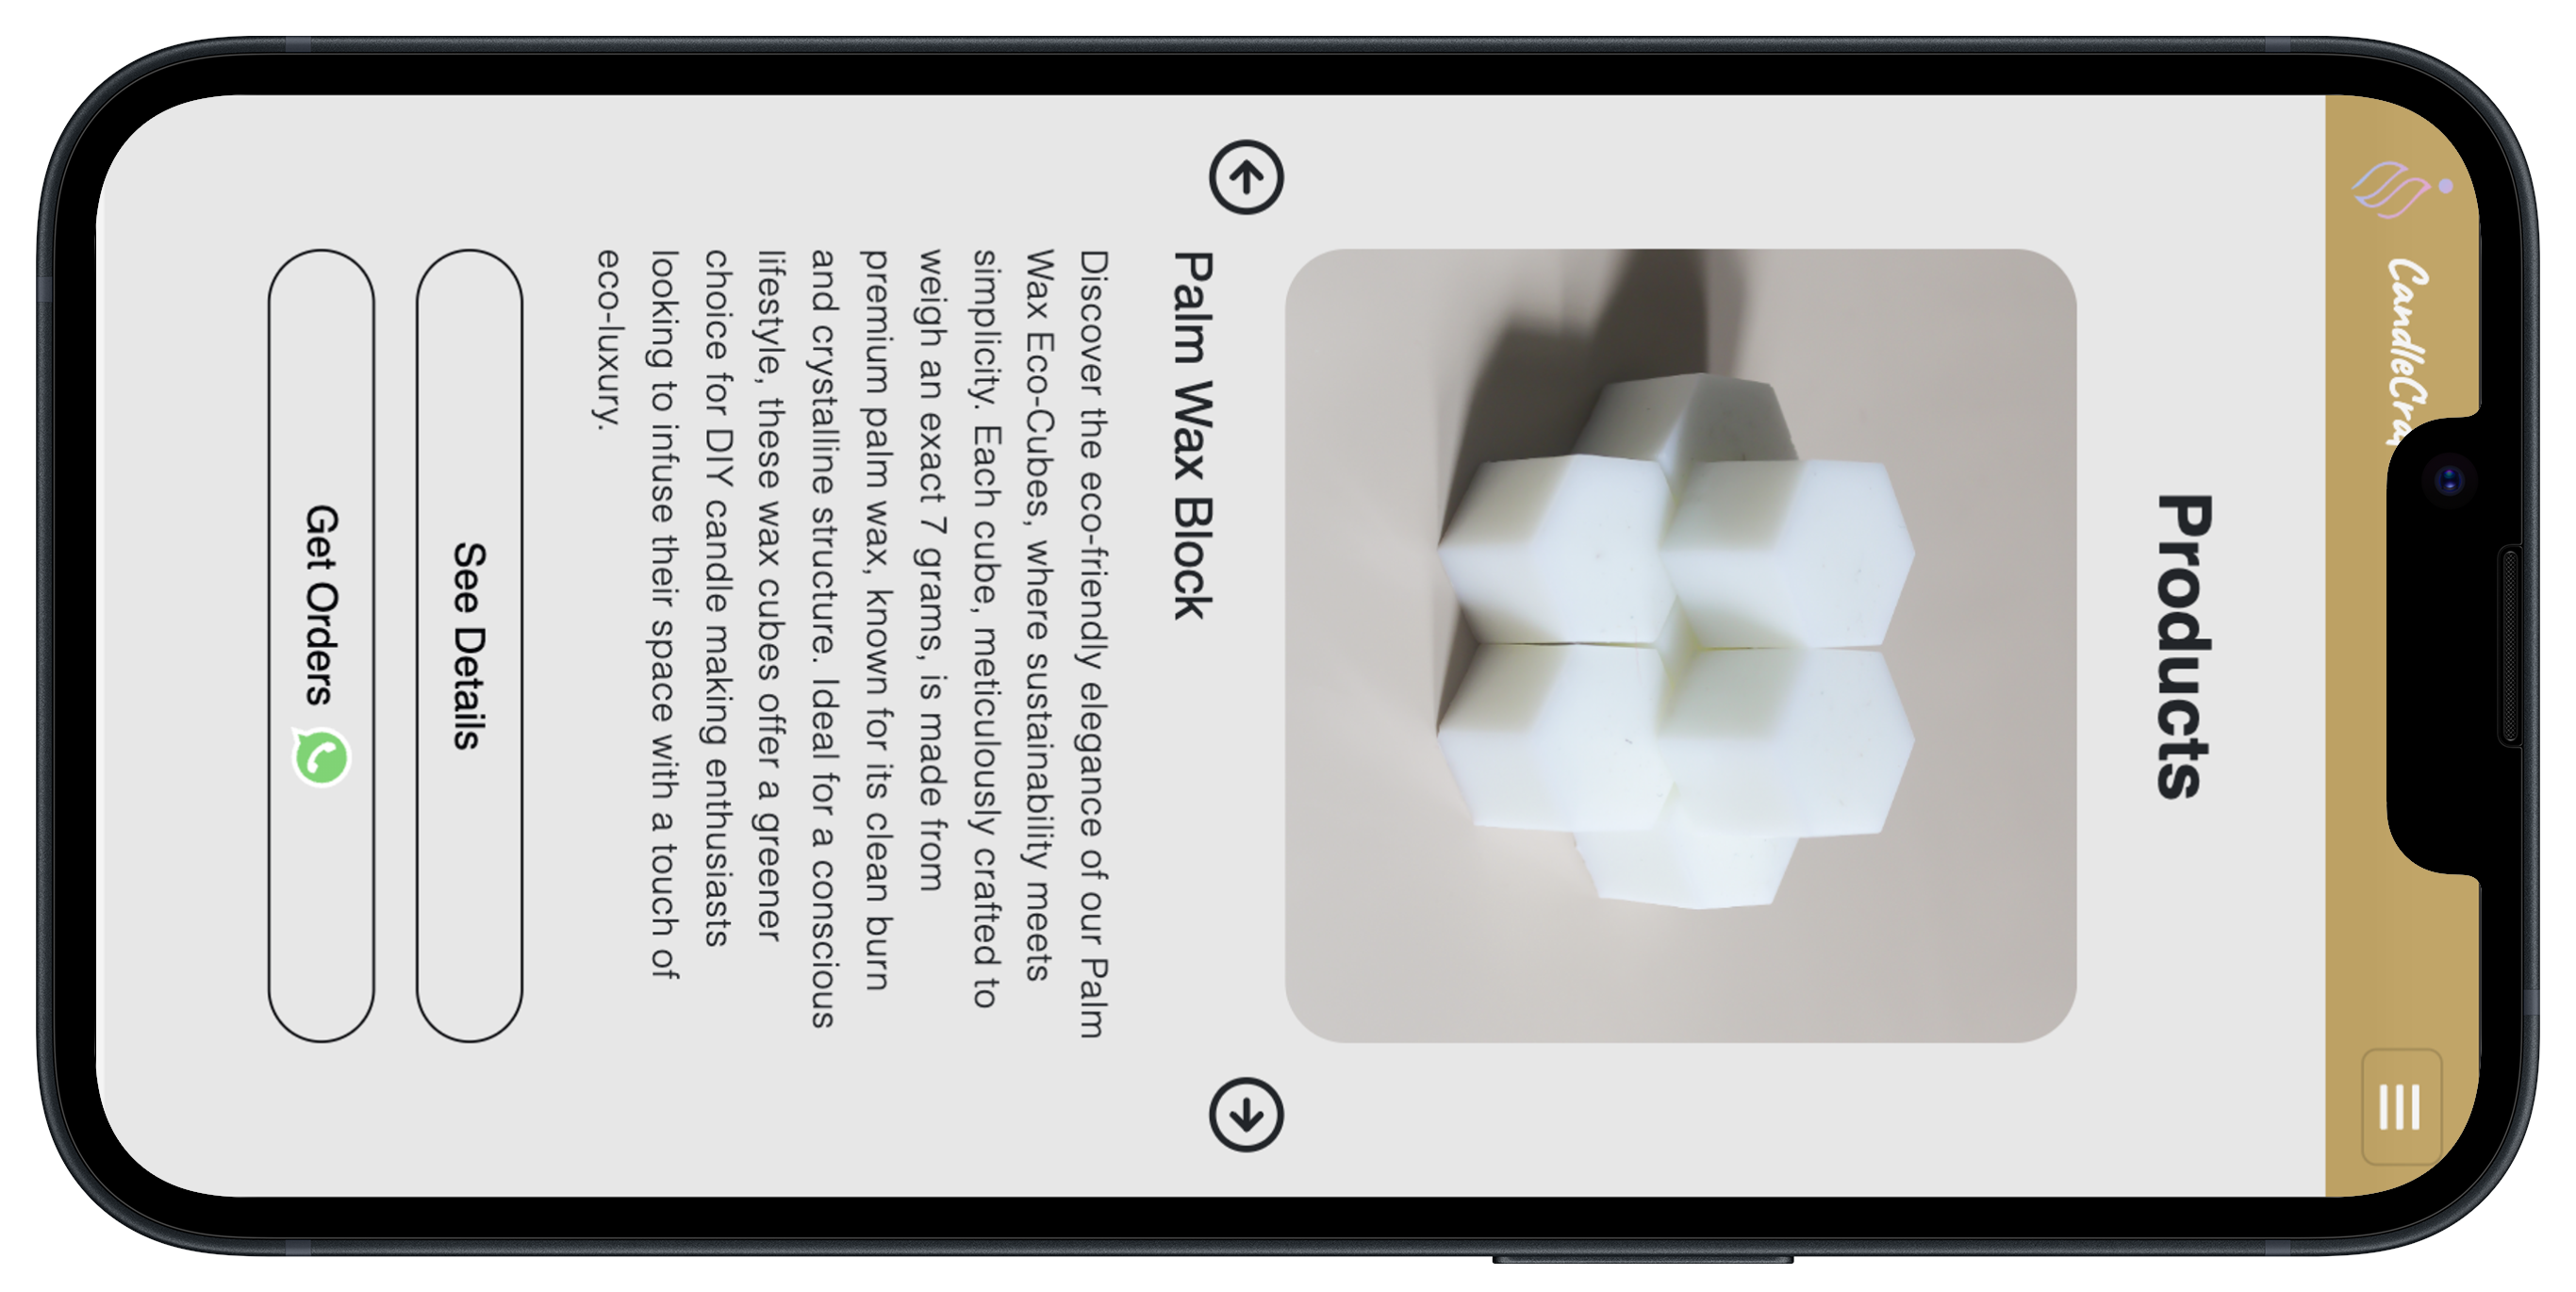 CandleCra
Products
Palm Wax Block
Discover the eco-friendly elegance of our Palm
Wax Eco-Cubes, where sustainability meets
simplicity. Each cube, meticulously crafted to
weigh an exact 7 grams, is made from
premium palm wax, known for its clean burn
and crystalline structure. Ideal for a conscious
lifestyle, these wax cubes offer a greener
choice for DIY candle making enthusiasts
looking to infuse their space with a touch of
eco-luxury.
See Details
Get Orders